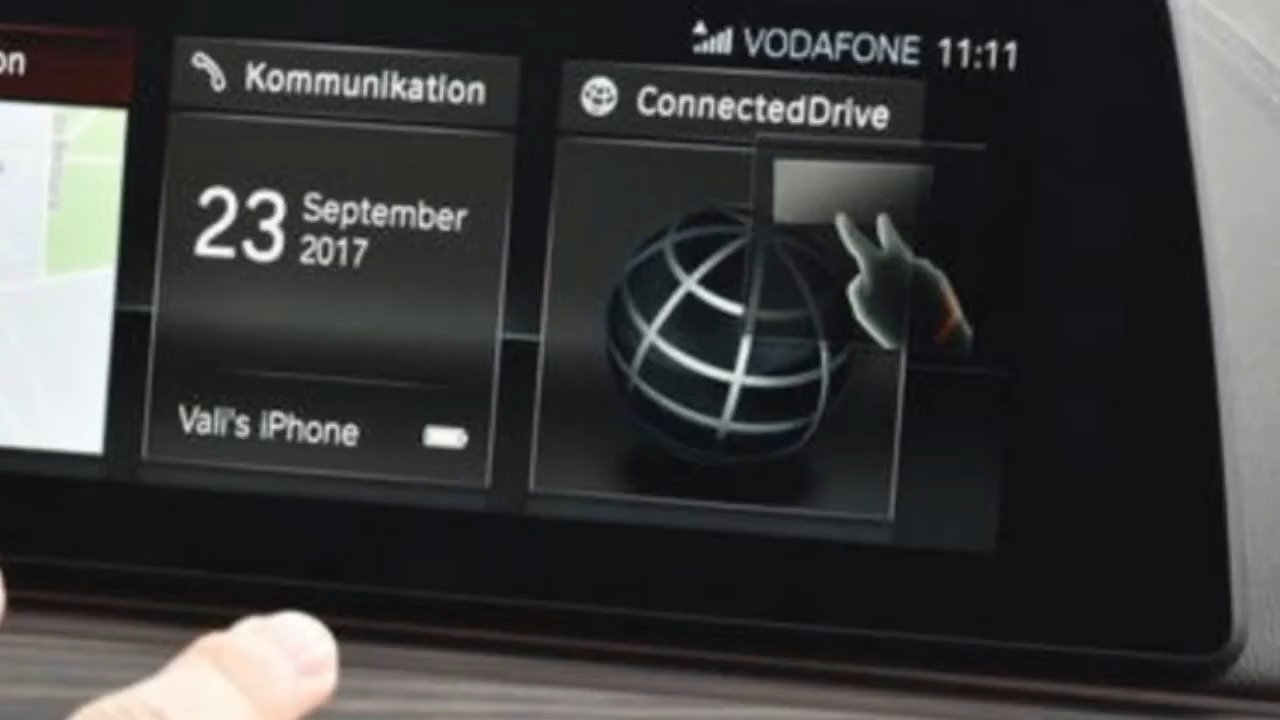 VODAFONE 11:11
on
Kommunikation
ConnectedDrive
23 September
2017
Vali's iPhone